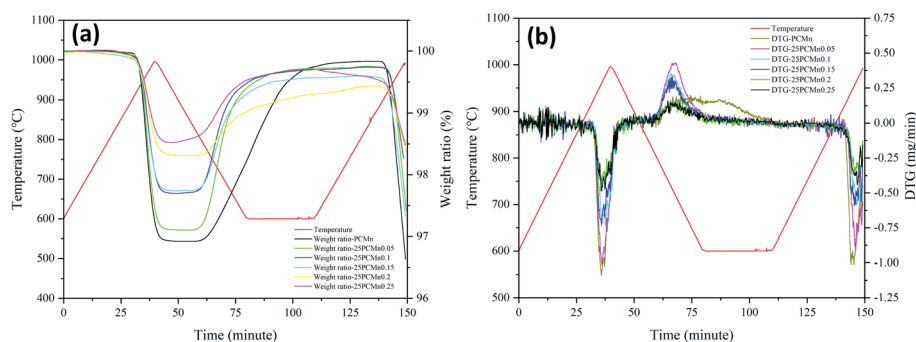 (a)
1100
1000
900
800
700
600
500
400
Temperature (°C)
0 25 50 75 100 125 150
Time (minute)
100
99
98
97
96
Weight ratio (%)
Temperature
Weight ratio-PCMn
Weight ratio-25PCMn0.05
Weight ratio-25PCMn0.1
Weight ratio-25PCMn0.15
Weight ratio-25PCMn0.2
Weight ratio-25PCMn0.25
(b)
1100
1000
900
800
700
600
500
Temperature (°C)
0 25 50 75 100 125 150
Time (minute)
0.75
0.50
0.25
0.00
-0.25
-0.50
-0.75
-1.00
-1.25
DTG (mg/min)
Temperature
DTG-PCMn
DTG-25PCMn0.05
DTG-25PCMn0.1
DTG-25PCMn0.15
DTG-25PCMn0.2
DTG-25PCMn0.25